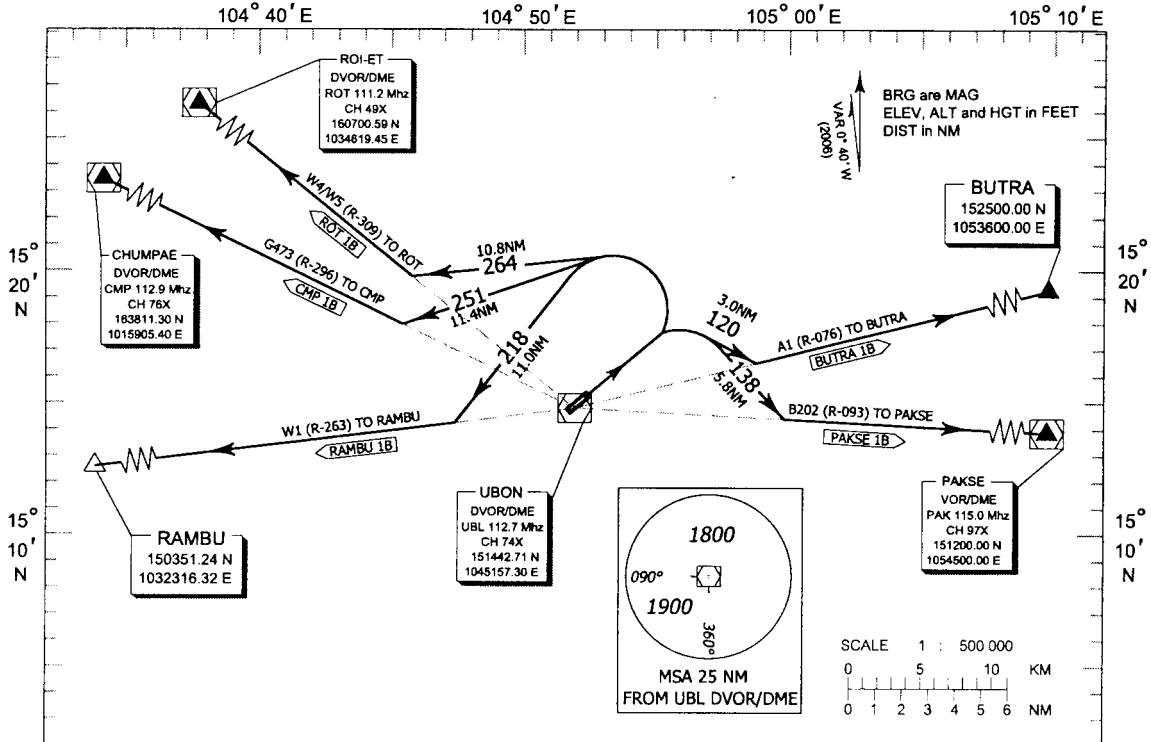 104° 40' E
104° 50' E
105° 00' E
105° 10' E
ROI-ET
DVOR/DME
ROT 111.2 Mhz
CH 49X
160700.59 N
1034619.45 E
VAR 0° 40' W
(2006)
BRG are MAG
ELEV, ALT and HGT in FEET
DIST in NM
BUTRA
152500.00 N
1053600.00 E
15°
20'
N
15°
20'
N
CHUMPAE
DVOR/DME
CMP 112.9 Mhz
CH 76X
163811.30 N
1015905.40 E
W4/W5 (R-309) TO ROT
ROT 1B
G473 (R-296) TO CMP
CMP 1B
10.8NM
264
251
11.4NM
218
11.0NM
3.0NM
120
138
5.8NM
A1 (R-076) TO BUTRA
BUTRA 1B
B202 (R-093) TO PAKSE
PAKSE 1B
W1 (R-263) TO RAMBU
RAMBU 1B
RAMBU
150351.24 N
1032316.32 E
UBON
DVOR/DME
UBL 112.7 Mhz
CH 74X
151442.71 N
1045157.30 E
PAKSE
VOR/DME
PAK 115.0 Mhz
CH 97X
151200.00 N
1054500.00 E
15°
10'
N
15°
10'
N
1800
090°
1900
360°
MSA 25 NM
FROM UBL DVOR/DME
SCALE 1 : 500 000
0 5 10 KM
0 1 2 3 4 5 6 NM